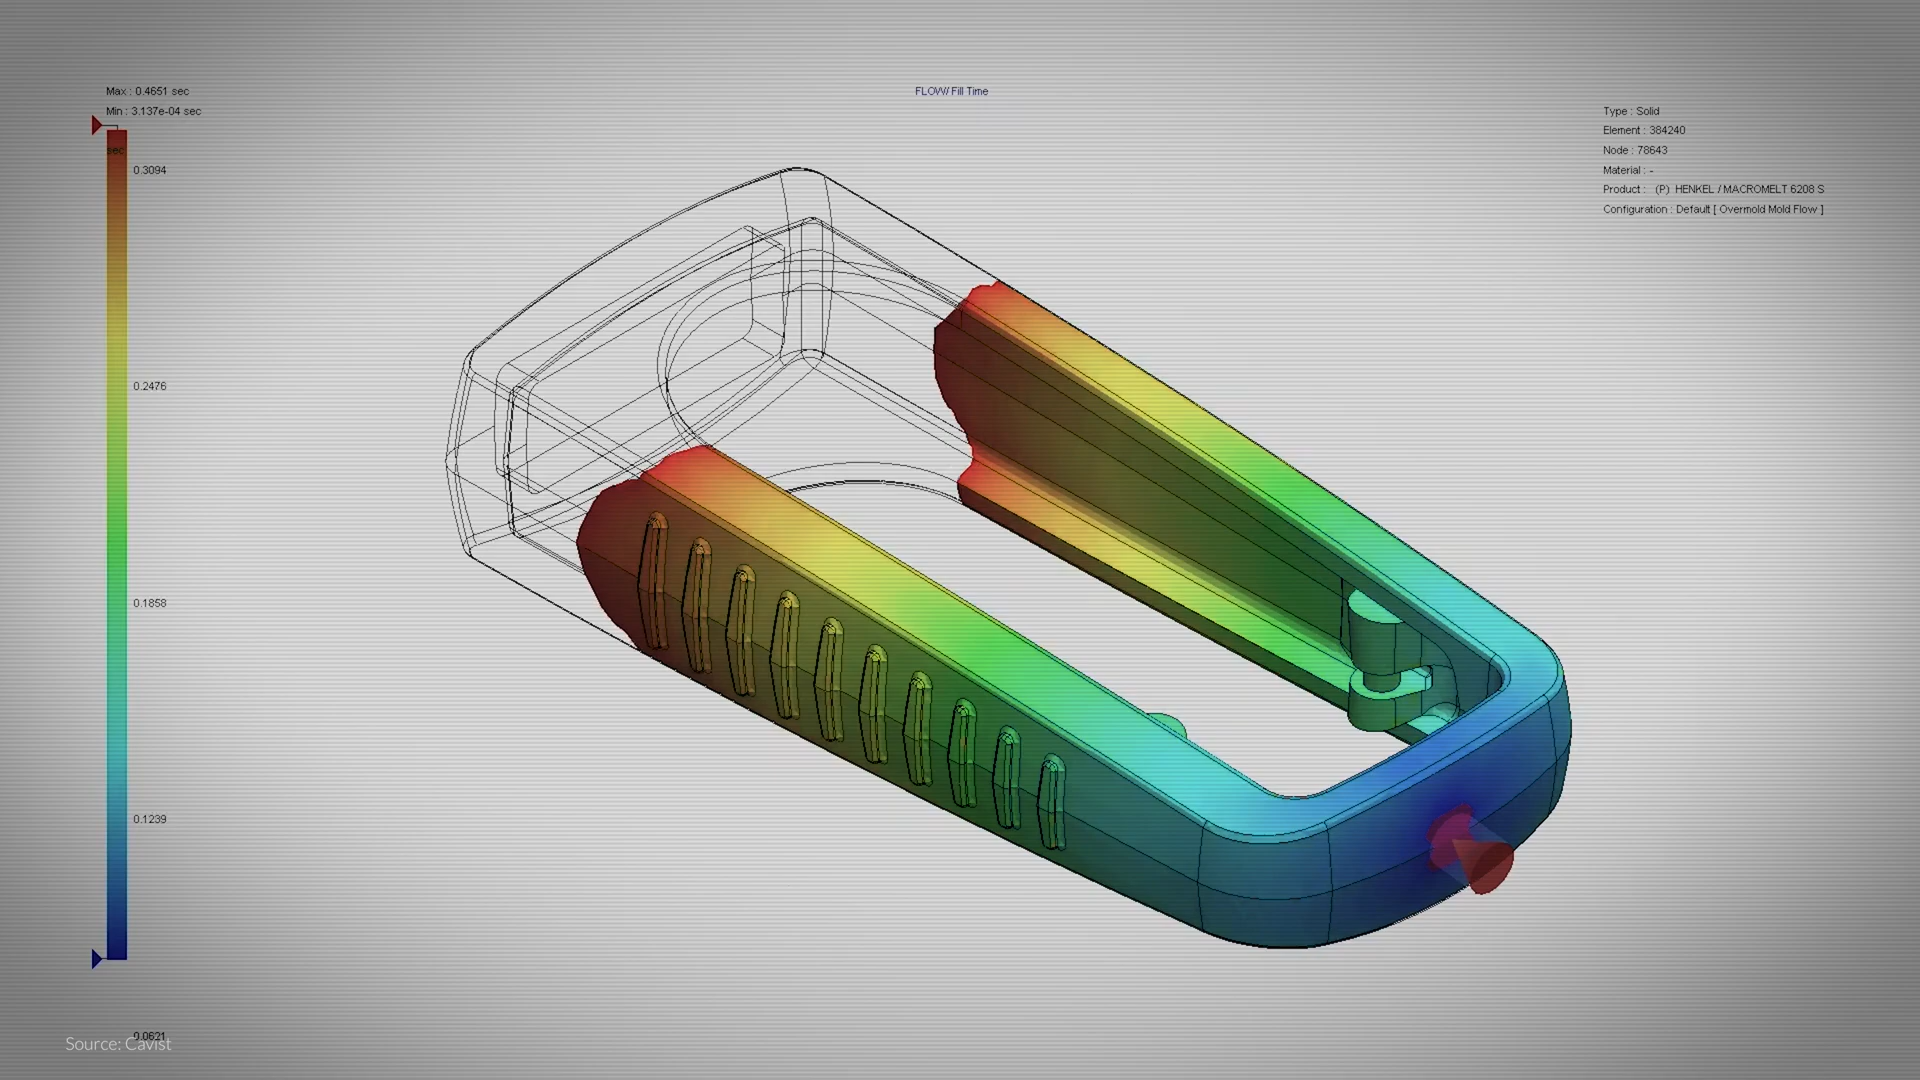 Max : 0.4651 sec
Min : 3.137e-04 sec
FLOW/ Fill Time
Type : Solid
Element : 384240
Node : 78643
Material : -
Product : (P) HENKEL / MACROMELT 6208 S
Configuration : Default [ Overmold Mold Flow ]
sec
0.3094
0.2476
0.1858
0.1239
0.0621
Source: Cavist